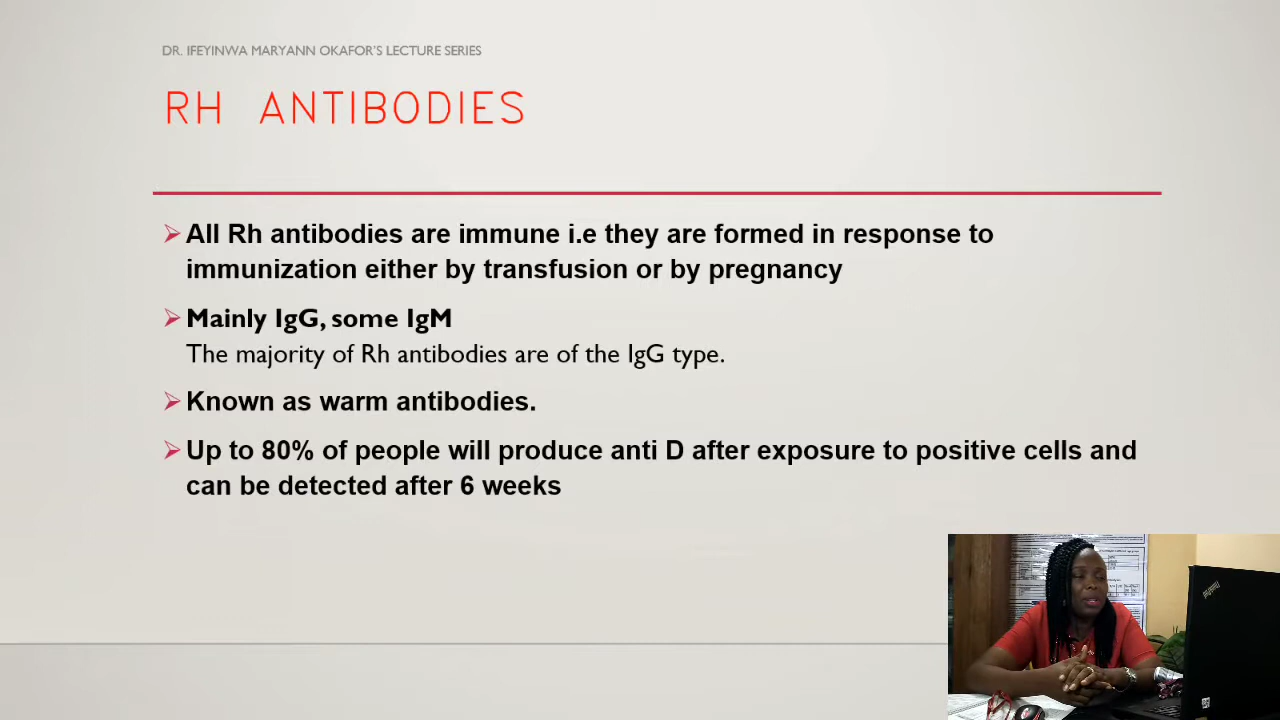 DR. IFEYINWA MARYANN OKAFOR'S LECTURE SERIES
RH ANTIBODIES
All Rh antibodies are immune i.e they are formed in response to
immunization either by transfusion or by pregnancy
Mainly IgG, some IgM
The majority of Rh antibodies are of the IgG type.
Known as warm antibodies.
Up to 80% of people will produce anti D after exposure to positive cells and
can be detected after 6 weeks
ThinkPad